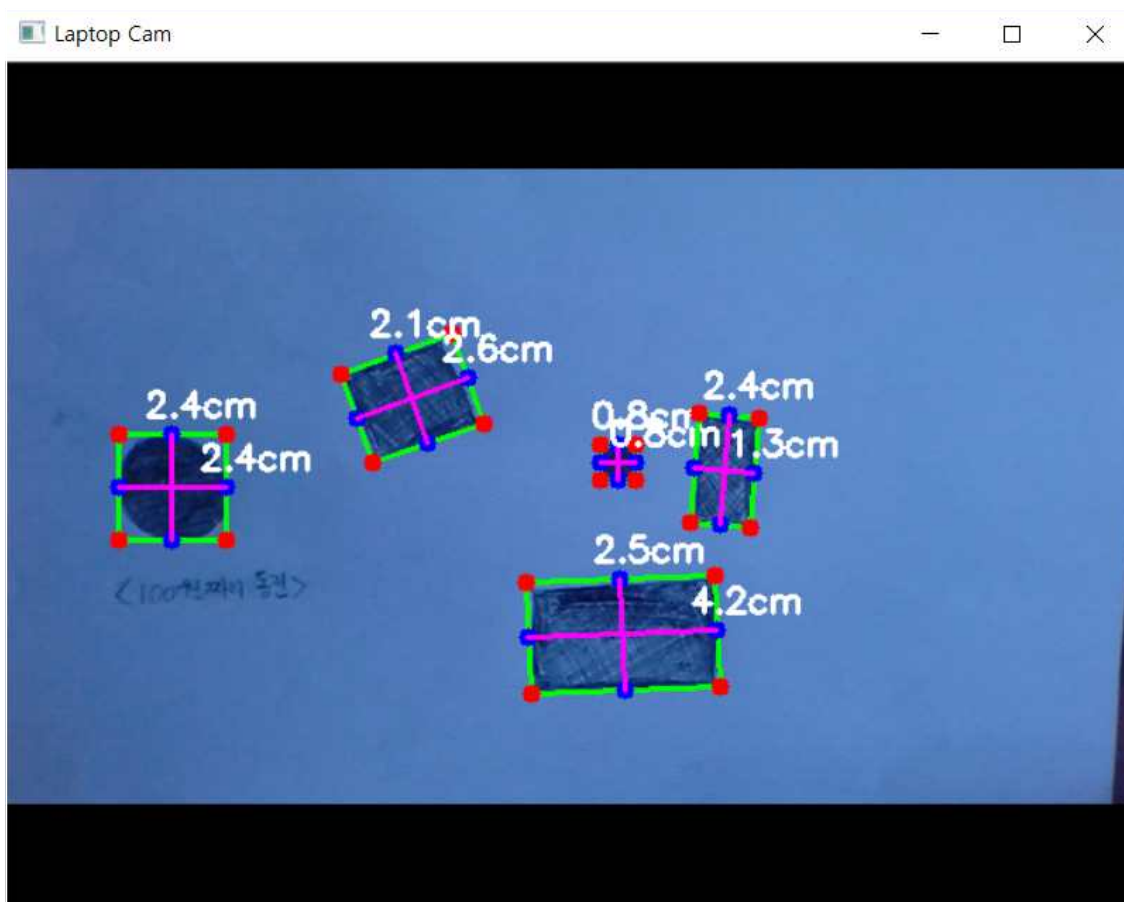 Laptop Cam
2.1cm
2.6cm
2.4cm
2.4cm
2.4cm
0.8cm
0.8cm
1.3cm
2.5cm
4.2cm
<100원짜리 동전>